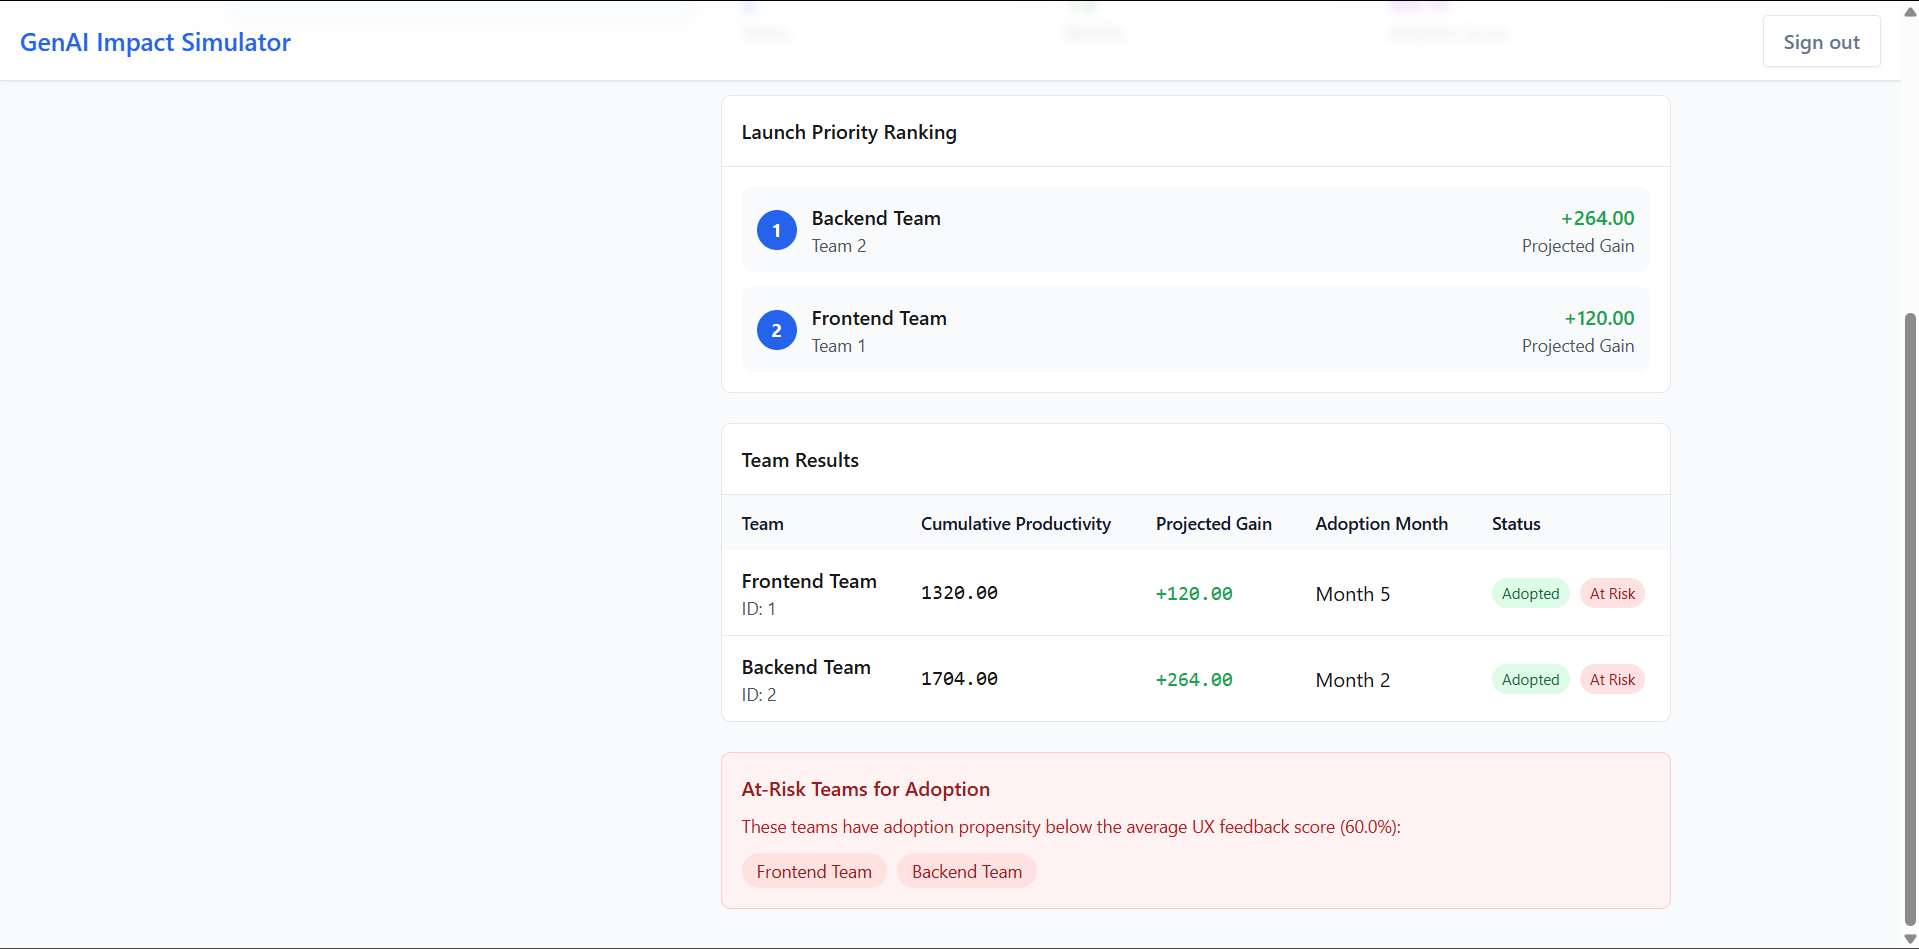 GenAI Impact Simulator
Sign out
Launch Priority Ranking
1
Backend Team
+264.00
Team 2
Projected Gain
2
Frontend Team
+120.00
Team 1
Projected Gain
Team Results
Team Cumulative Productivity Projected Gain Adoption Month Status
Frontend Team
ID: 1
1320.00 +120.00 Month 5 Adopted At Risk
Backend Team
ID: 2
1704.00 +264.00 Month 2 Adopted At Risk
At-Risk Teams for Adoption
These teams have adoption propensity below the average UX feedback score (60.0%):
Frontend Team Backend Team